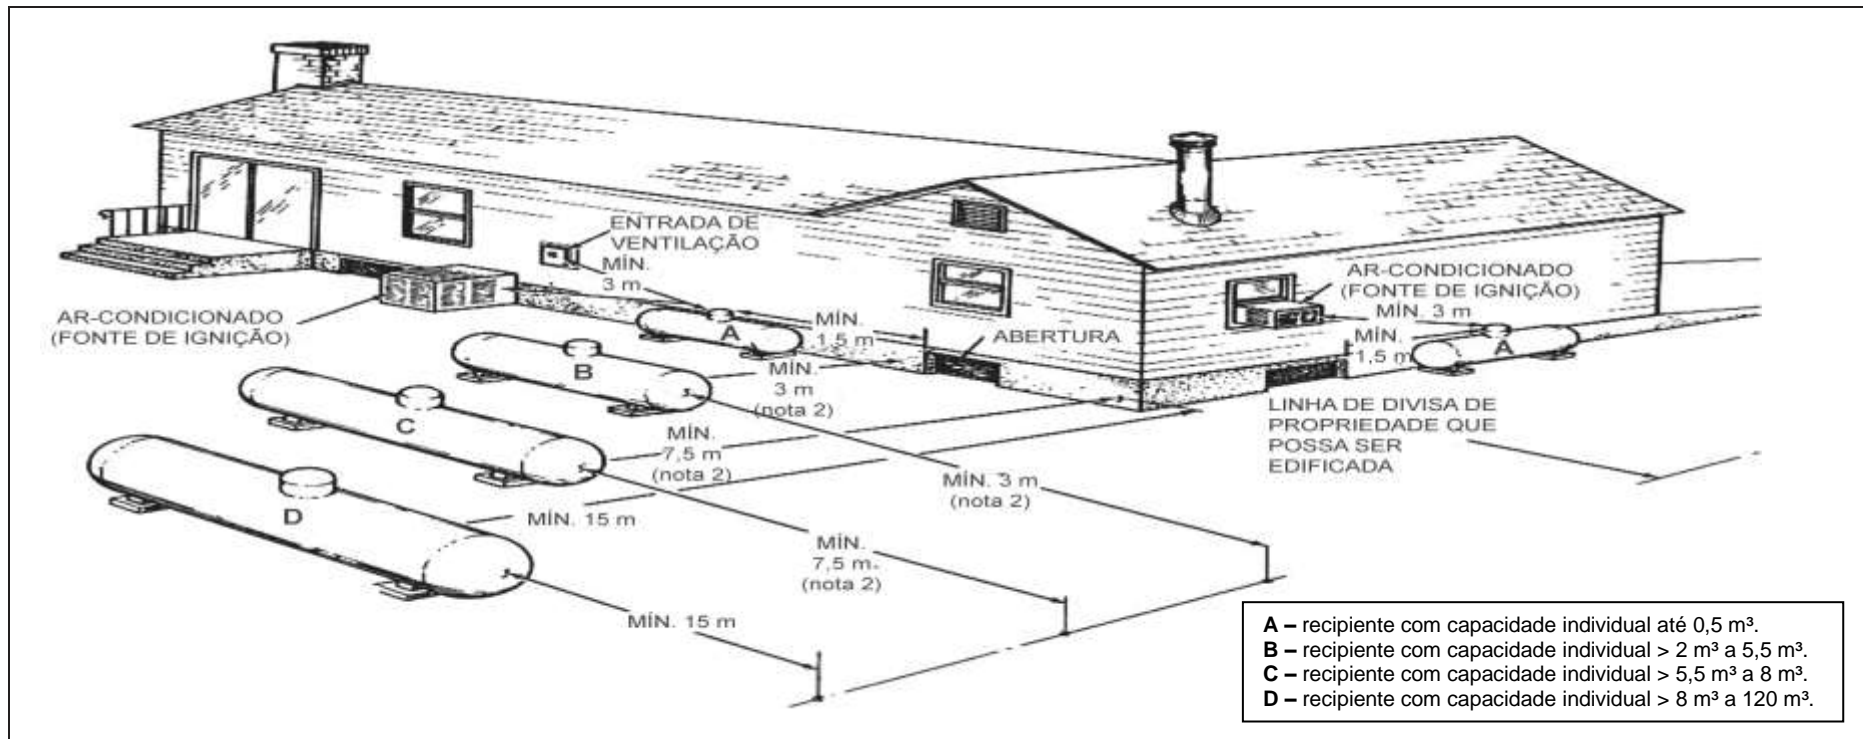 ENTRADA DE
VENTILAÇÃO
MÍN.
3 m
AR-CONDICIONADO
(FONTE DE IGNIÇÃO)
AR-CONDICIONADO
(FONTE DE IGNIÇÃO)
MÍN. 3 m
MÍN.
1,5 m
A
MÍN.
1,5 m
A
ABERTURA
B
MÍN.
3 m
(nota 2)
LINHA DE DIVISA DE
PROPRIEDADE QUE
POSSA SER
EDIFICADA
C
MÍN.
7,5 m
(nota 2)
MÍN. 3 m
(nota 2)
D
MÍN. 15 m
MÍN.
7,5 m
(nota 2)
MÍN. 15 m
A – recipiente com capacidade individual até 0,5 m³.
B – recipiente com capacidade individual > 2 m³ a 5,5 m³.
C – recipiente com capacidade individual > 5,5 m³ a 8 m³.
D – recipiente com capacidade individual > 8 m³ a 120 m³.